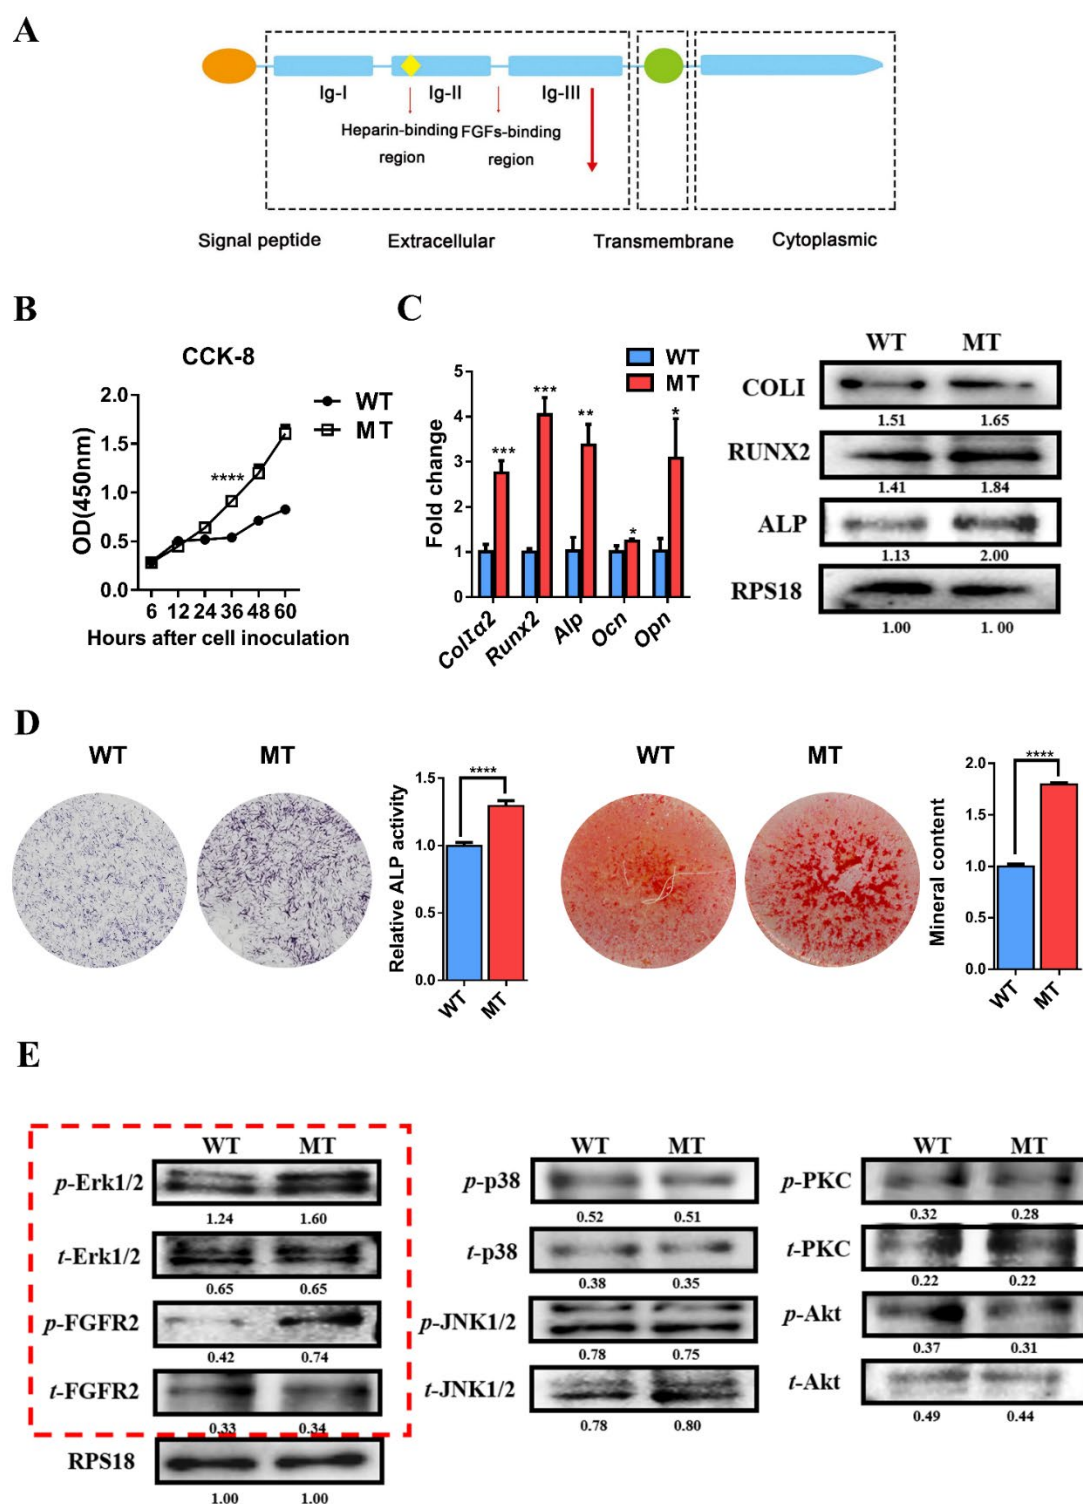 A
Ig-I
Ig-II
Ig-III
Heparin-binding
region
FGFs-binding
region
Signal peptide
Extracellular
Transmembrane
Cytoplasmic
B
CCK-8
OD(450nm)
2.0
1.5
1.0
0.5
0.0
6 12 24 36 48 60
Hours after cell inoculation
WT
MT
****
C
WT
MT
Fold change
5
4
3
2
1
0
*** *** ** * *
ColIα2 Runx2 Alp Ocn Opn
WT MT
COLI
1.51 1.65
RUNX2
1.41 1.84
ALP
1.13 2.00
RPS18
1.00 1. 00
D
WT MT
Relative ALP activity
1.5
1.0
0.5
0.0
****
WT MT
WT MT
Mineral content
2.0
1.5
1.0
0.5
0.0
****
WT MT
E
WT MT
p-Erk1/2
1.24 1.60
t-Erk1/2
0.65 0.65
p-FGFR2
0.42 0.74
t-FGFR2
0.33 0.34
RPS18
1.00 1.00
WT MT
p-p38
0.52 0.51
t-p38
0.38 0.35
p-JNK1/2
0.78 0.75
t-JNK1/2
0.78 0.80
WT MT
p-PKC
0.32 0.28
t-PKC
0.22 0.22
p-Akt
0.37 0.31
t-Akt
0.49 0.44